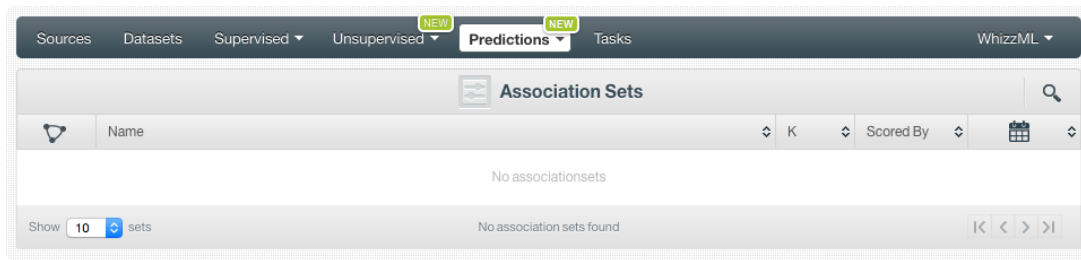 NEW NEW
Sources Datasets Supervised Unsupervised Predictions Tasks WhizzML
Association Sets
Name K Scored By
No associationsets
Show 10 sets No association sets found